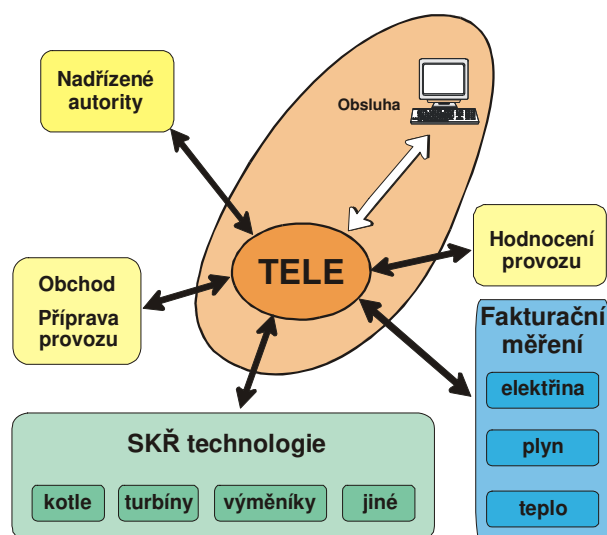 Nadřízené
autority
Obsluha
TELE
Hodnocení
provozu
Obchod
Příprava
provozu
Fakturační
měření
elektřina
plyn
teplo
SKŘ technologie
kotle
turbíny
výměníky
jiné